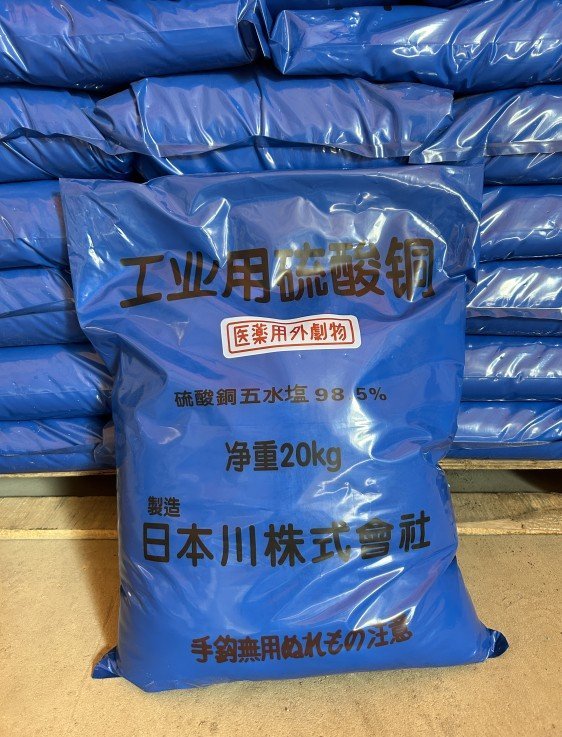 工业用硫酸铜
医薬用外劇物
硫酸銅五水塩 98 5%
净重20kg
製造
日本川株式會社
手鈎無用ぬれもの注意